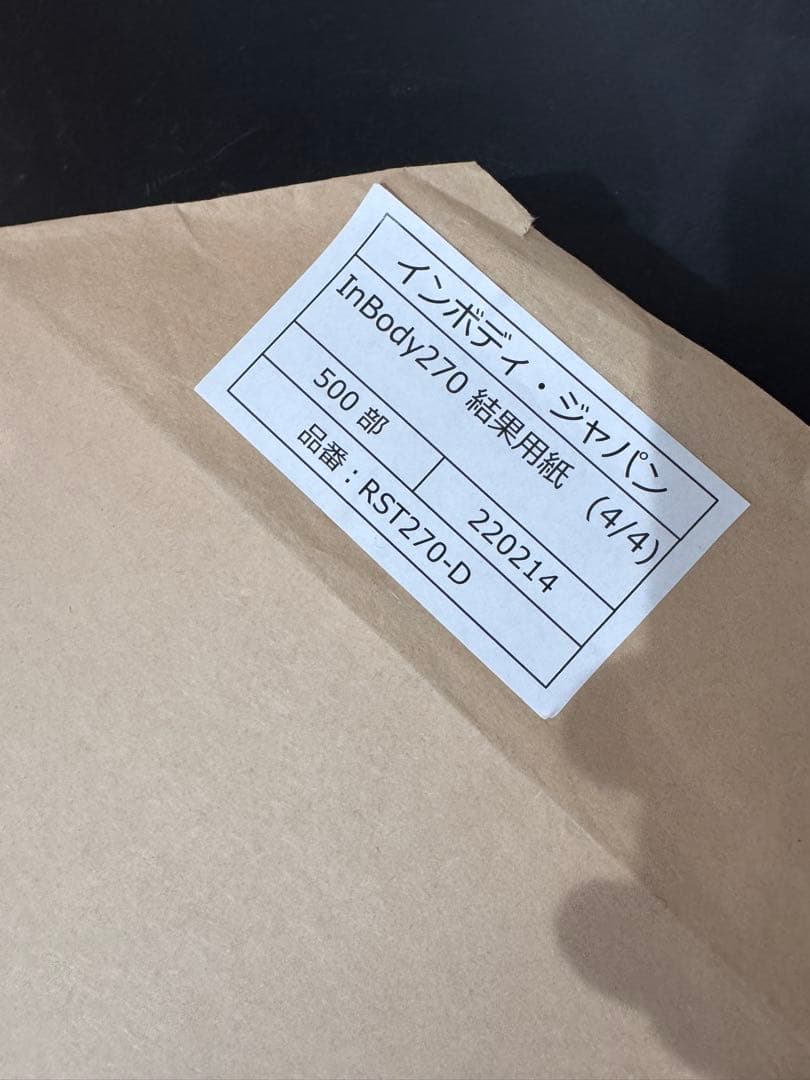 インボディ・ジャパン
InBody270 結果用紙 (4/4)
500 部
220214
品番：RST270-D